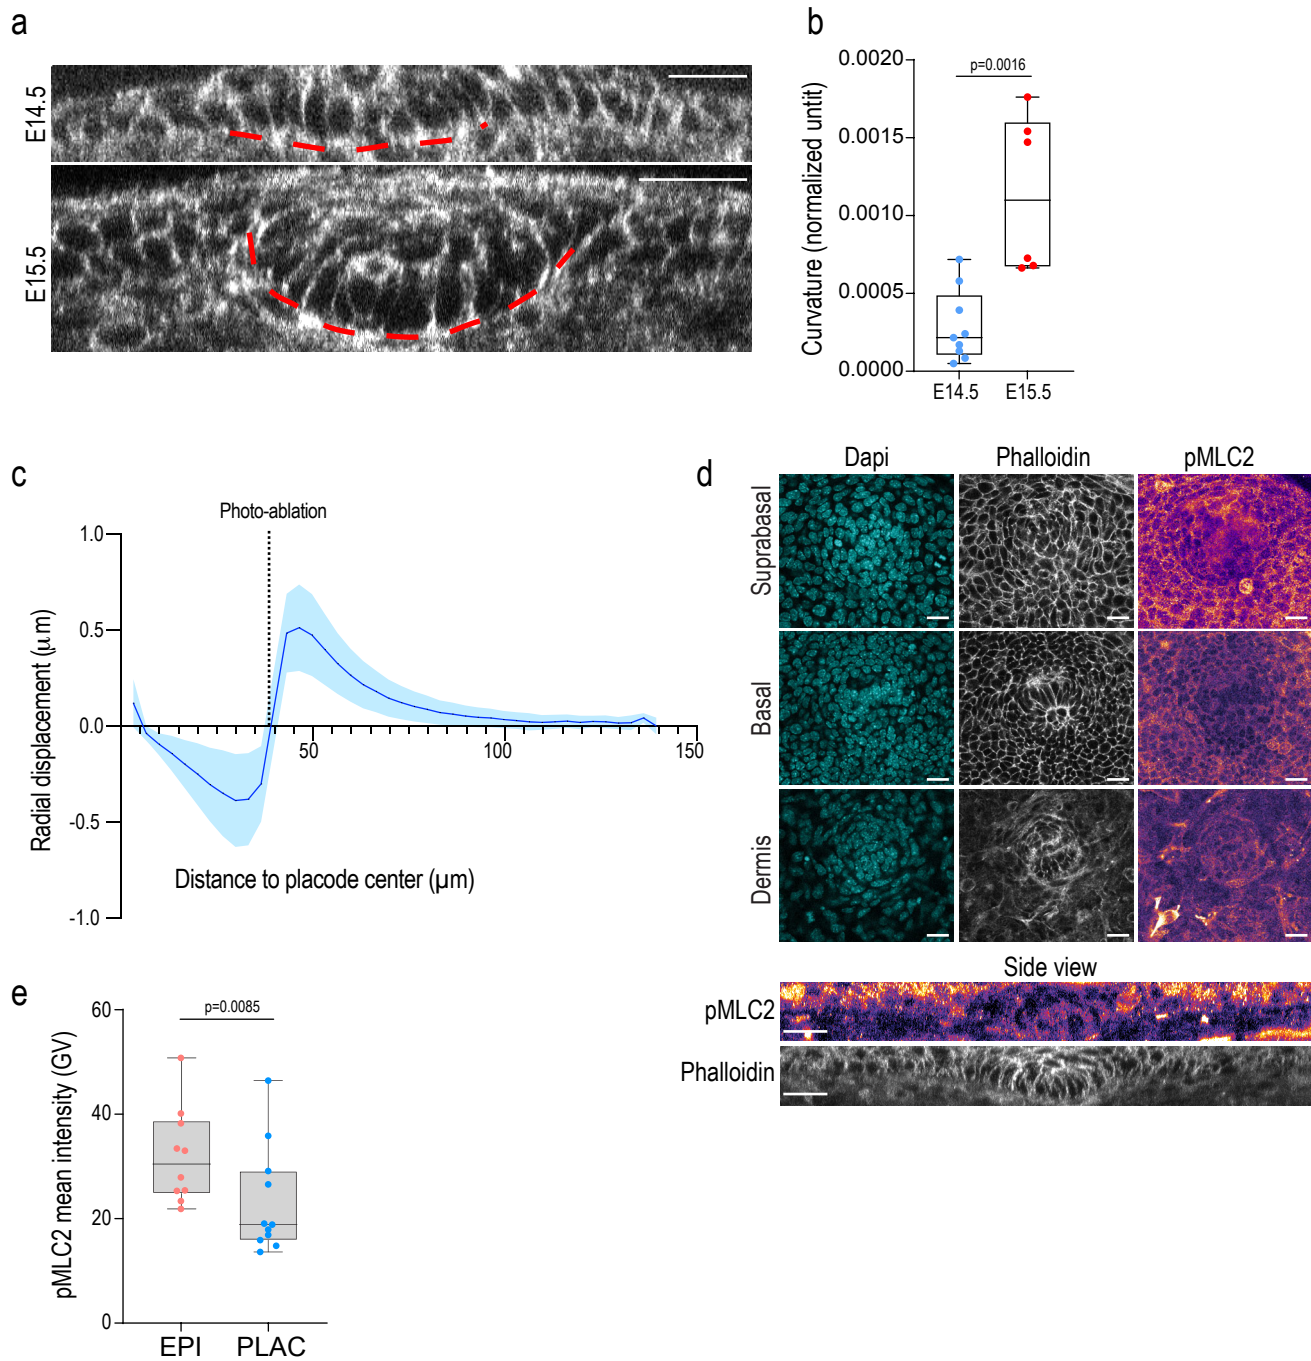 a
E14.5
E15.5
b
0.0020
0.0015
0.0010
0.0005
0.0000
Curvature (normalized untit)
p=0.0016
E14.5 E15.5
c
Photo-ablation
1.0
0.5
0.0
-0.5
-1.0
Radial displacement (μm)
50 100 150
Distance to placode center (μm)
d
Dapi Phalloidin pMLC2
Suprabasal
Basal
Dermis
Side view
pMLC2
Phalloidin
e
60
40
20
0
pMLC2 mean intensity (GV)
p=0.0085
EPI PLAC